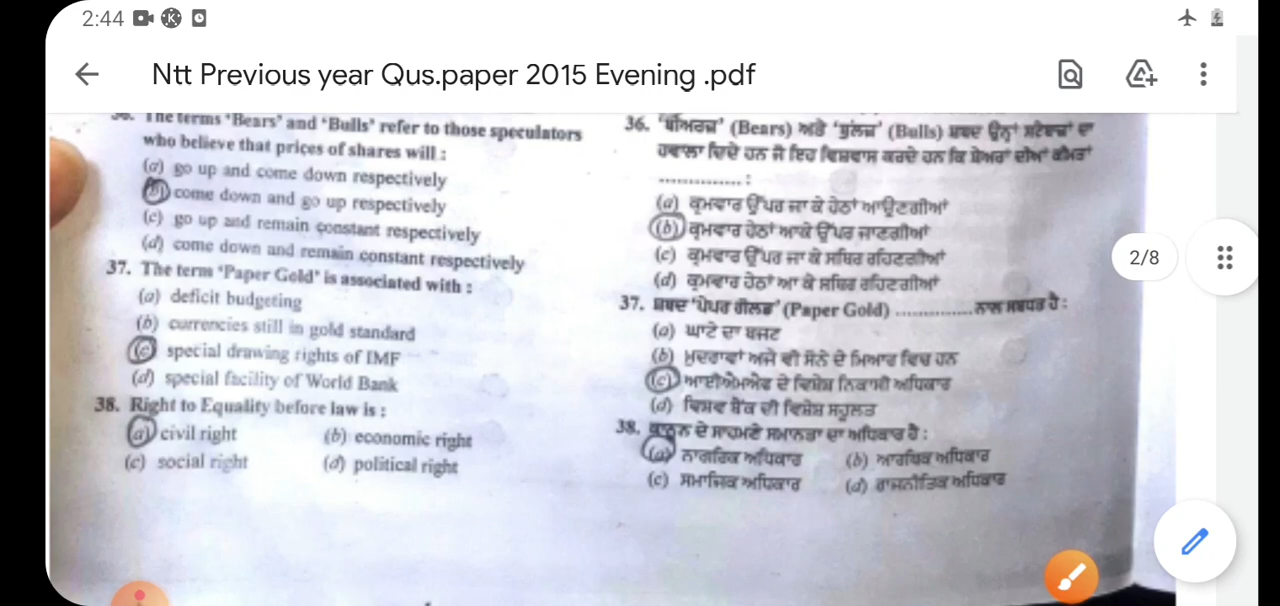 2:44
Ntt Previous year Qus.paper 2015 Evening .pdf
36. The terms 'Bears' and 'Bulls' refer to those speculators
who believe that prices of shares will :
(a) go up and come down respectively
(b) come down and go up respectively
(c) go up and remain constant respectively
(d) come down and remain constant respectively
37. The term 'Paper Gold' is associated with :
(a) deficit budgeting
(b) currencies still in gold standard
(c) special drawing rights of IMF
(d) special facility of World Bank
38. Right to Equality before law is :
(a) civil right (b) economic right
(c) social right (d) political right
36. 'ਬੀਅਰਜ਼' (Bears) ਅਤੇ 'ਬੁਲਜ਼' (Bulls) ਸ਼ਬਦ ਉਨ੍ਹਾਂ ਸਟੇਬਾਜ਼ਾਂ ਦਾ
ਹਵਾਲਾ ਦਿੰਦੇ ਹਨ ਜੋ ਇਹ ਵਿਸ਼ਵਾਸ ਕਰਦੇ ਹਨ ਕਿ ਸ਼ੇਅਰਾਂ ਦੀਆਂ ਕੀਮਤਾਂ
.............. :
(a) ਕ੍ਰਮਵਾਰ ਉੱਪਰ ਜਾ ਕੇ ਹੇਠਾਂ ਆਉਣਗੀਆਂ
(b) ਕ੍ਰਮਵਾਰ ਹੇਠਾਂ ਆਕੇ ਉੱਪਰ ਜਾਣਗੀਆਂ
(c) ਕ੍ਰਮਵਾਰ ਉੱਪਰ ਜਾ ਕੇ ਸਥਿਰ ਰਹਿਣਗੀਆਂ
(d) ਕ੍ਰਮਵਾਰ ਹੇਠਾਂ ਆ ਕੇ ਸਥਿਰ ਰਹਿਣਗੀਆਂ
37. ਸ਼ਬਦ 'ਪੇਪਰ ਗੋਲਡ' (Paper Gold) .............. ਨਾਲ ਸਬਧਤ ਹੈ :
(a) ਘਾਟੇ ਦਾ ਬਜਟ
(b) ਮੁਦਰਾਵਾਂ ਅਜੇ ਵੀ ਸੋਨੇ ਦੇ ਮਿਆਰ ਵਿਚ ਹਨ
(c) ਆਈਐਮਐਫ ਦੇ ਵਿਸ਼ੇਸ਼ ਨਿਕਾਸੀ ਅਧਿਕਾਰ
(d) ਵਿਸ਼ਵ ਬੈਂਕ ਦੀ ਵਿਸ਼ੇਸ਼ ਸਹੂਲਤ
38. ਕਾਨੂਨ ਦੇ ਸਾਹਮਣੇ ਸਮਾਨਤਾ ਦਾ ਅਧਿਕਾਰ ਹੈ :
(a) ਨਾਗਰਿਕ ਅਧਿਕਾਰ (b) ਆਰਥਿਕ ਅਧਿਕਾਰ
(c) ਸਮਾਜਿਕ ਅਧਿਕਾਰ (d) ਰਾਜਨੀਤਿਕ ਅਧਿਕਾਰ
2/8